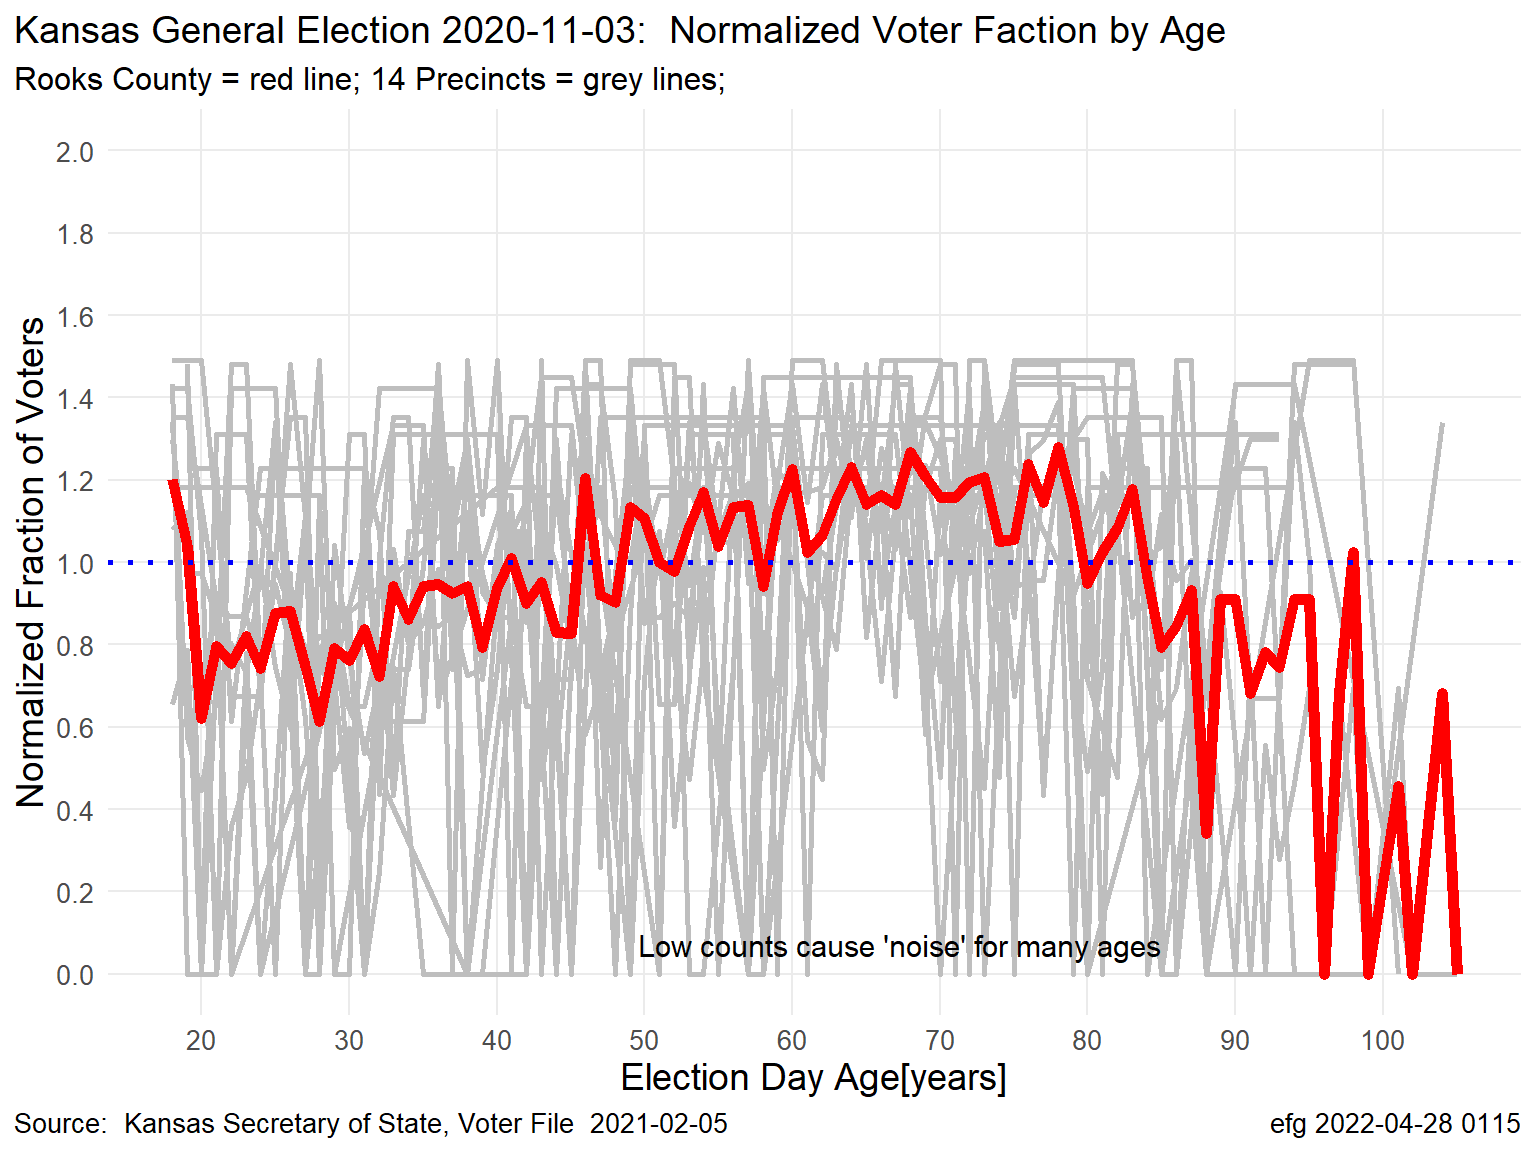 Kansas General Election 2020-11-03:  Normalized Voter Faction by Age
Rooks County = red line; 14 Precincts = grey lines;
Normalized Fraction of Voters
2.0
1.8
1.6
1.4
1.2
1.0
0.8
0.6
0.4
0.2
0.0
Low counts cause 'noise' for many ages
20 30 40 50 60 70 80 90 100
Election Day Age[years]
Source:  Kansas Secretary of State, Voter File  2021-02-05
efg 2022-04-28 0115